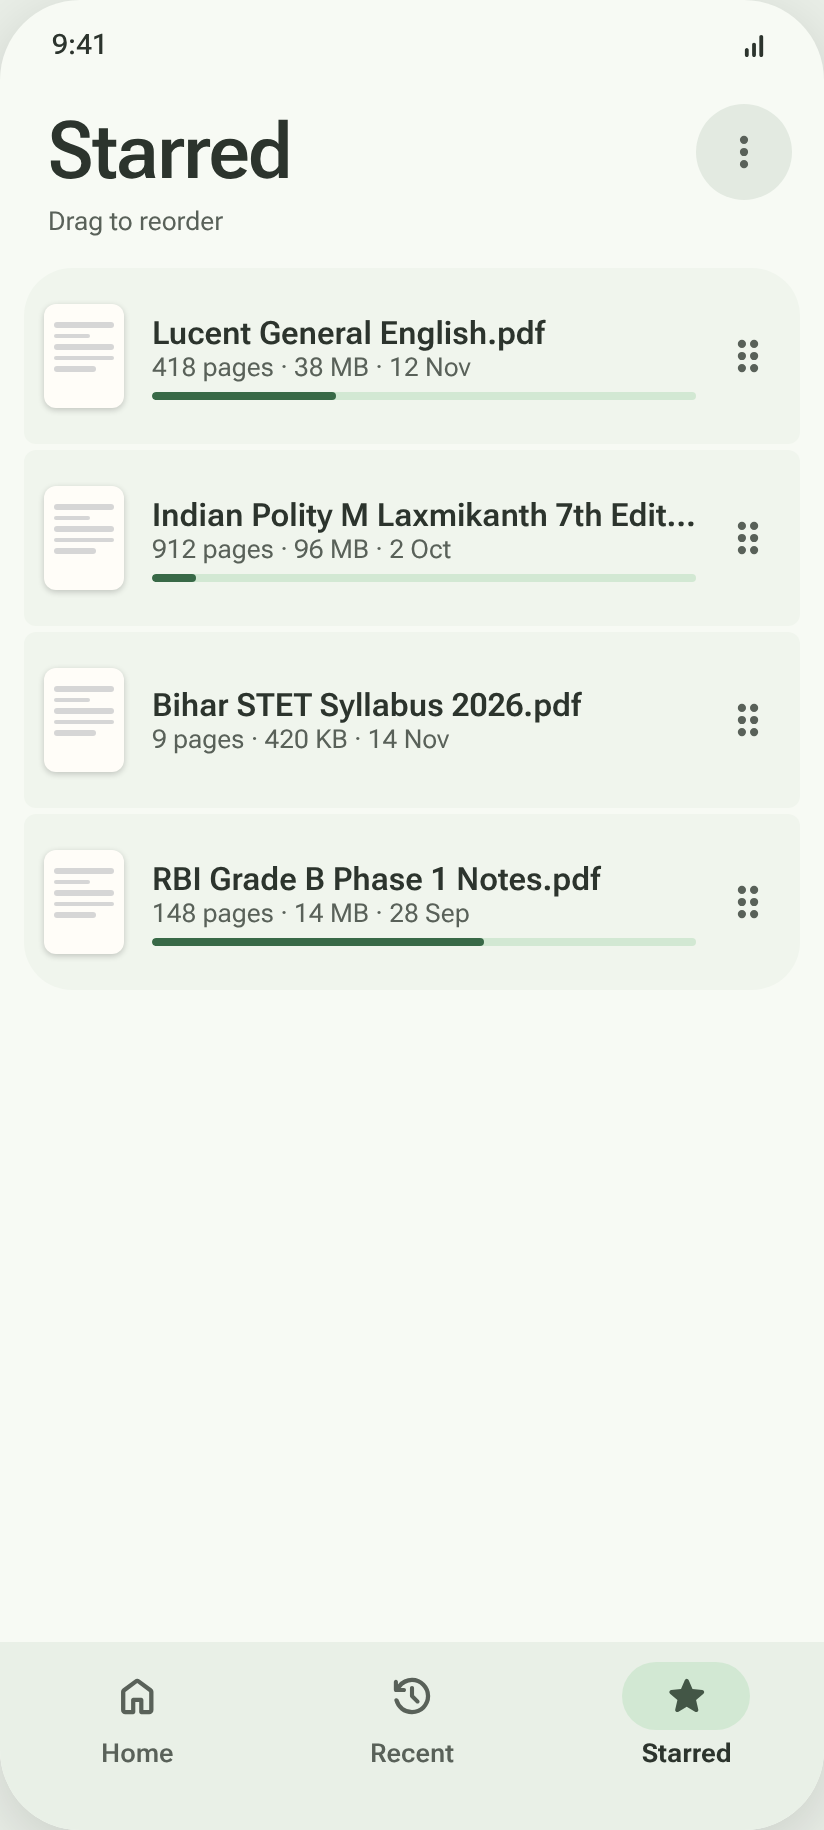 9:41
Starred
Drag to reorder
Lucent General English.pdf
418 pages · 38 MB · 12 Nov
Indian Polity M Laxmikanth 7th Edit...
912 pages · 96 MB · 2 Oct
Bihar STET Syllabus 2026.pdf
9 pages · 420 KB · 14 Nov
RBI Grade B Phase 1 Notes.pdf
148 pages · 14 MB · 28 Sep
Home
Recent
Starred